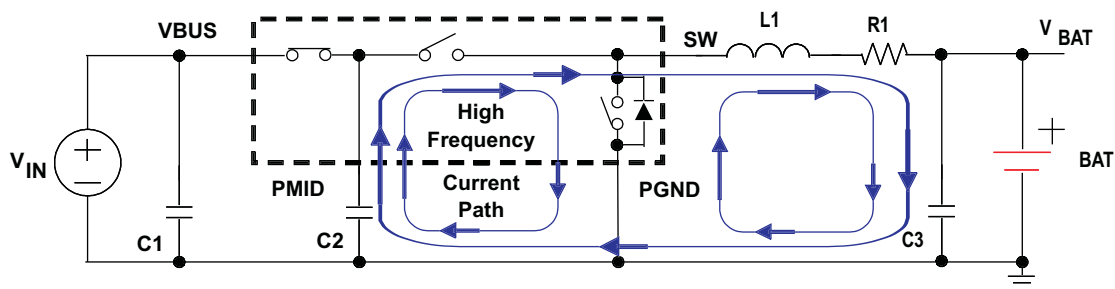 VBUS
SW
L1
R1
V BAT
High
Frequency
V IN
+
−
PMID
Current
Path
PGND
+
BAT
C1
C2
C3